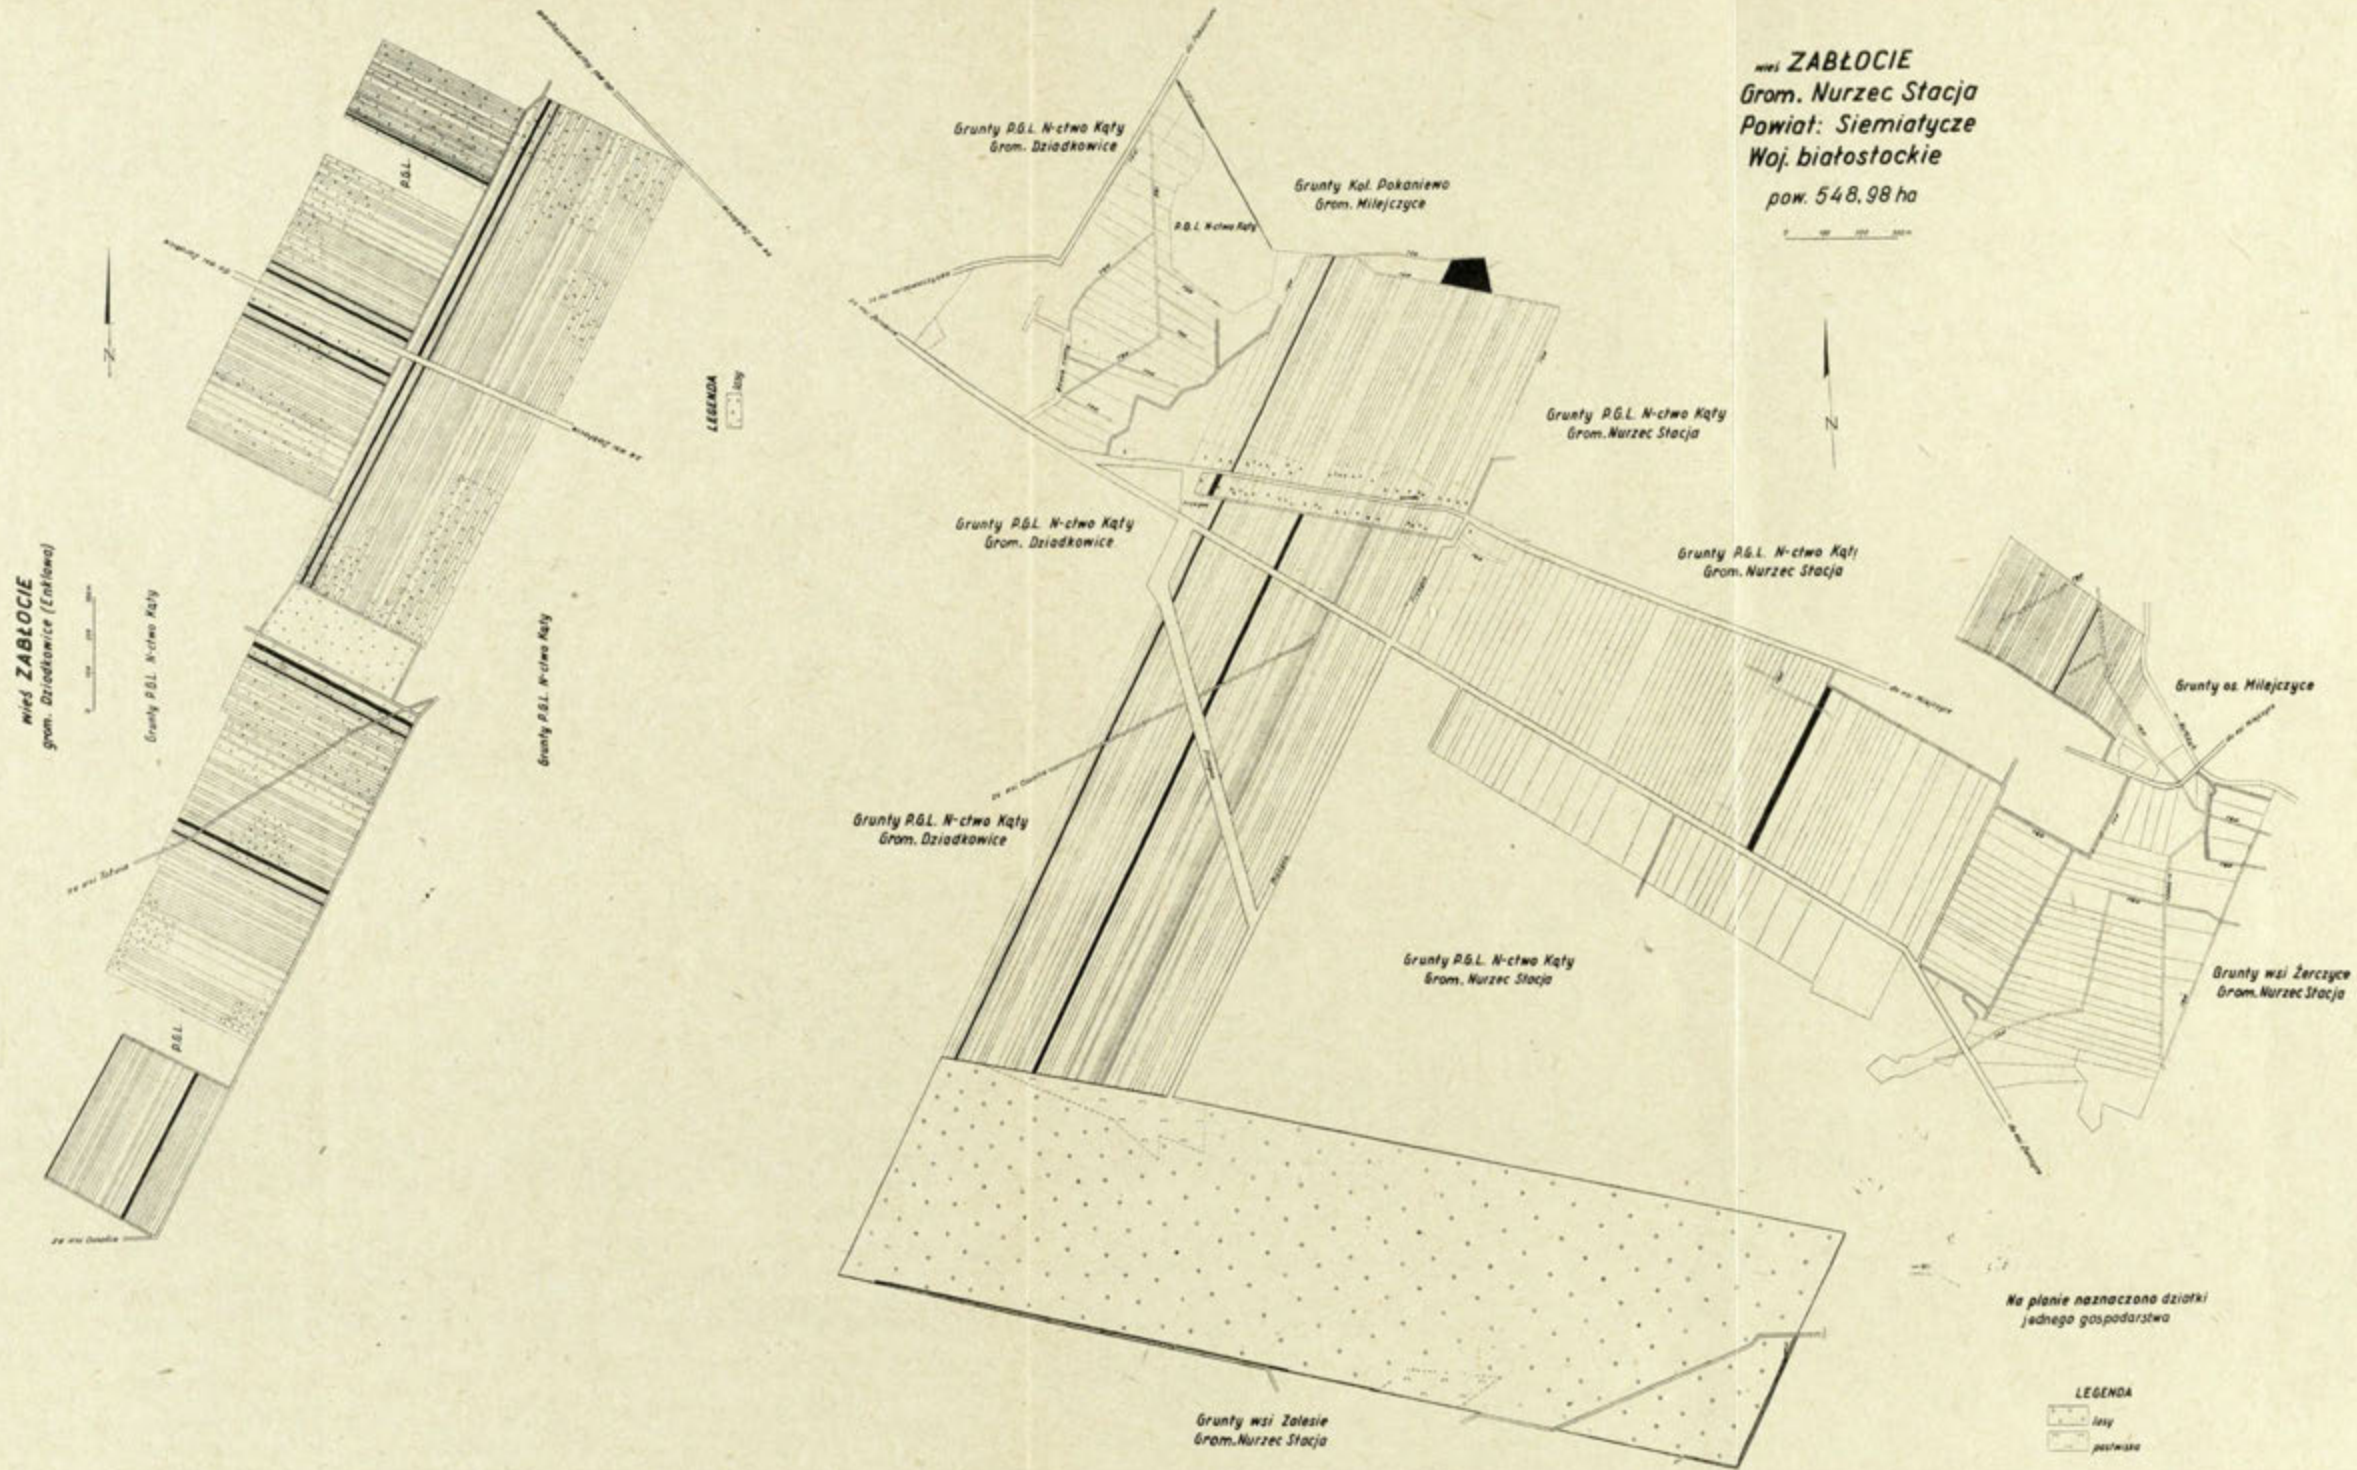 wieś ZABŁOCIE
Grom. Nurzec Stacja
Powiat: Siemiatycze
Woj. białostockie
pow. 548,98 ha
Grunty P.G.L. N-ctwo Kąty
Grom. Dziadkowice
Grunty Kol. Pokaniewo
Grom. Milejczyce
P.G.L. N-ctwo Kąty
P.G.L.
LEGENDA
lasy
N
N
Grunty P.G.L. N-ctwo Kąty
Grom. Nurzec Stacja
Grunty P.G.L. N-ctwo Kąty
Grom. Dziadkowice
Grunty P.G.L. N-ctwo Kąty
Grom. Nurzec Stacja
wieś ZABŁOCIE
grom. Dziadkowice (Enklawa)
Grunty P.G.L. N-ctwo Kąty
Grunty P.G.L. N-ctwo Kąty
Grunty os. Milejczyce
Grunty P.G.L. N-ctwo Kąty
Grom. Dziadkowice
Grunty P.G.L. N-ctwo Kąty
Grom. Nurzec Stacja
Grunty wsi Żerczyce
Grom. Nurzec Stacja
P.G.L.
Na planie naznaczono działki
jednego gospodarstwa
LEGENDA
lasy
pastwiska
Grunty wsi Zalesie
Grom. Nurzec Stacja